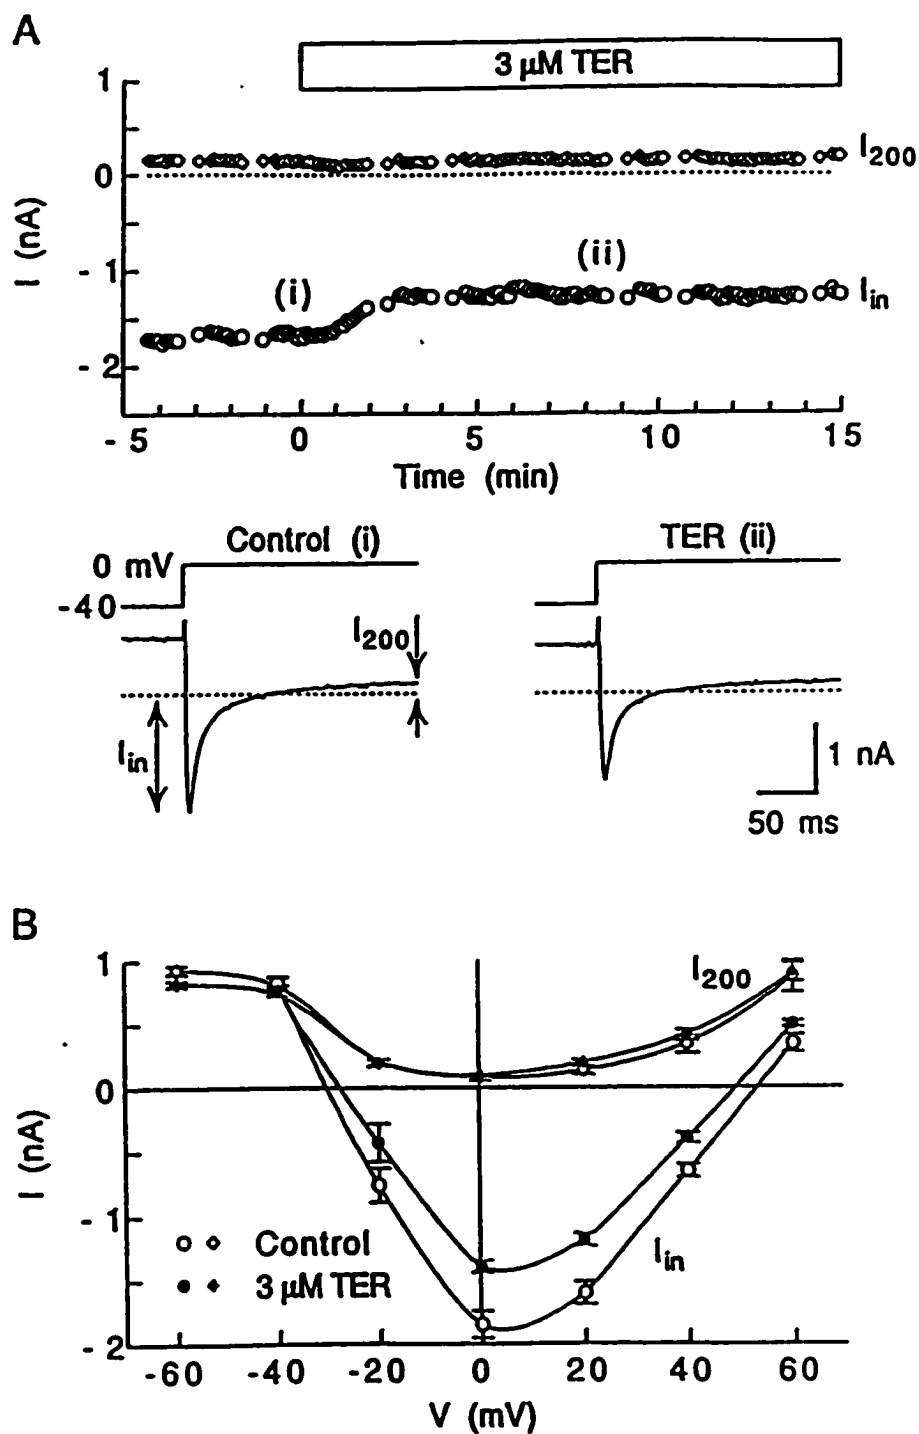 A
3 µM TER
1
0
- 1
- 2
I (nA)
I200
(i)
(ii)
Iin
- 5
0
5
10
15
Time (min)
Control (i)
TER (ii)
0 mV
-40
I200
Iin
1 nA
50 ms
B
1
0
- 1
- 2
I (nA)
I200
Control
3 µM TER
Iin
-60
-40
-20
0
20
40
60
V (mV)